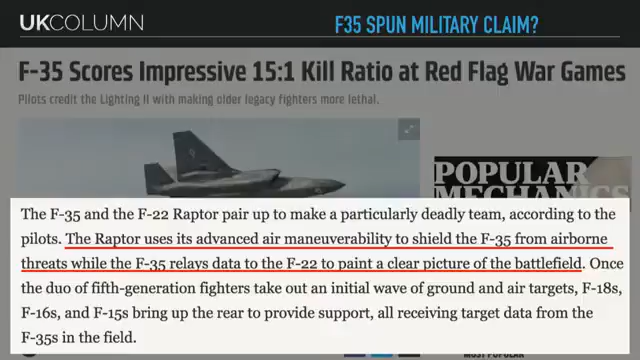 UKCOLUMN
F35 SPUN MILITARY CLAIM?
F-35 Scores Impressive 15:1 Kill Ratio at Red Flag War Games
Pilots credit the Lighting II with making older legacy fighters more lethal.
POPULAR
MECHANICS
The F-35 and the F-22 Raptor pair up to make a particularly deadly team, according to the
pilots. The Raptor uses its advanced air maneuverability to shield the F-35 from airborne
threats while the F-35 relays data to the F-22 to paint a clear picture of the battlefield. Once
the duo of fifth-generation fighters take out an initial wave of ground and air targets, F-18s,
F-16s, and F-15s bring up the rear to provide support, all receiving target data from the
F-35s in the field.
MOST POPULAR